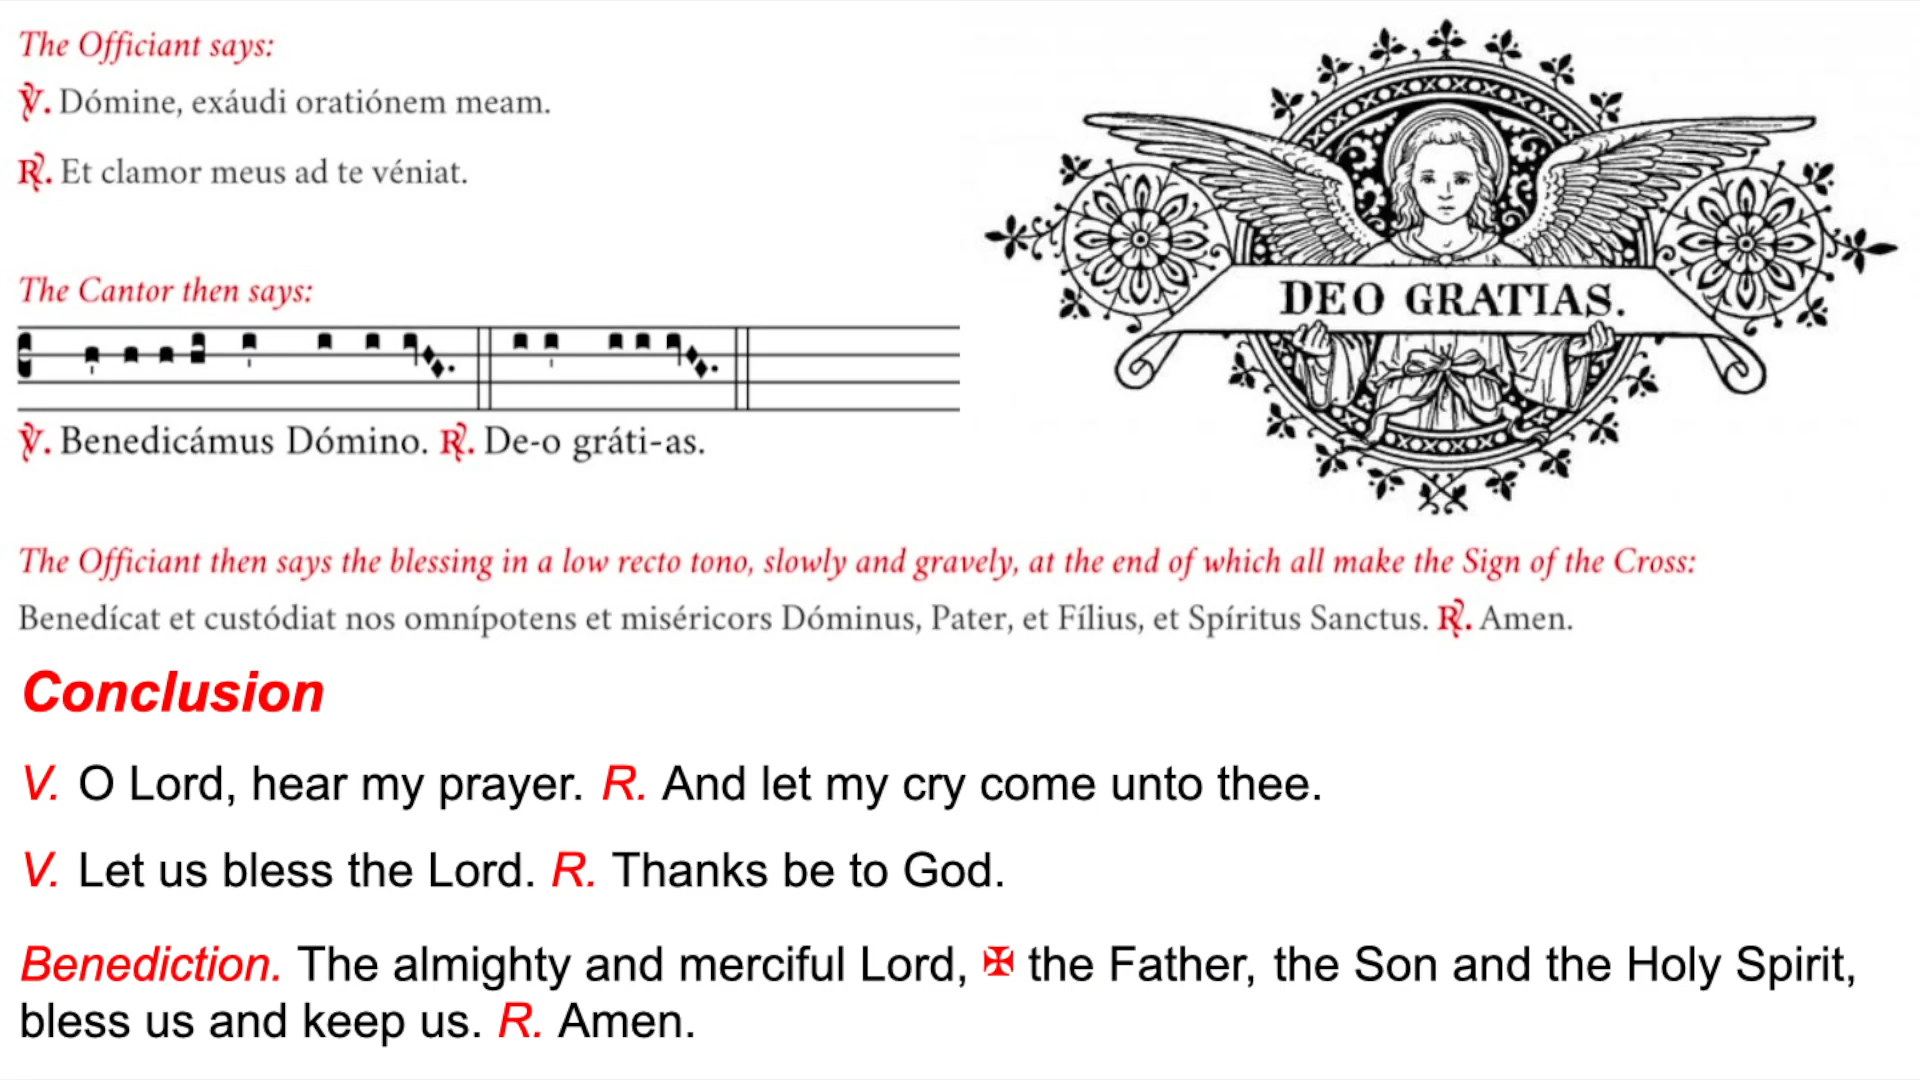 The Officiant says:
℣. Dómine, exáudi oratiónem meam.
℟. Et clamor meus ad te véniat.
The Cantor then says:
℣. Benedicámus Dómino. ℟. De-o gráti-as.
DEO GRATIAS.
The Officiant then says the blessing in a low recto tono, slowly and gravely, at the end of which all make the Sign of the Cross:
Benedícat et custódiat nos omnípotens et miséricors Dóminus, Pater, et Fílius, et Spíritus Sanctus. ℟. Amen.
Conclusion
V. O Lord, hear my prayer. R. And let my cry come unto thee.
V. Let us bless the Lord. R. Thanks be to God.
Benediction. The almighty and merciful Lord, ✠ the Father, the Son and the Holy Spirit,
bless us and keep us. R. Amen.